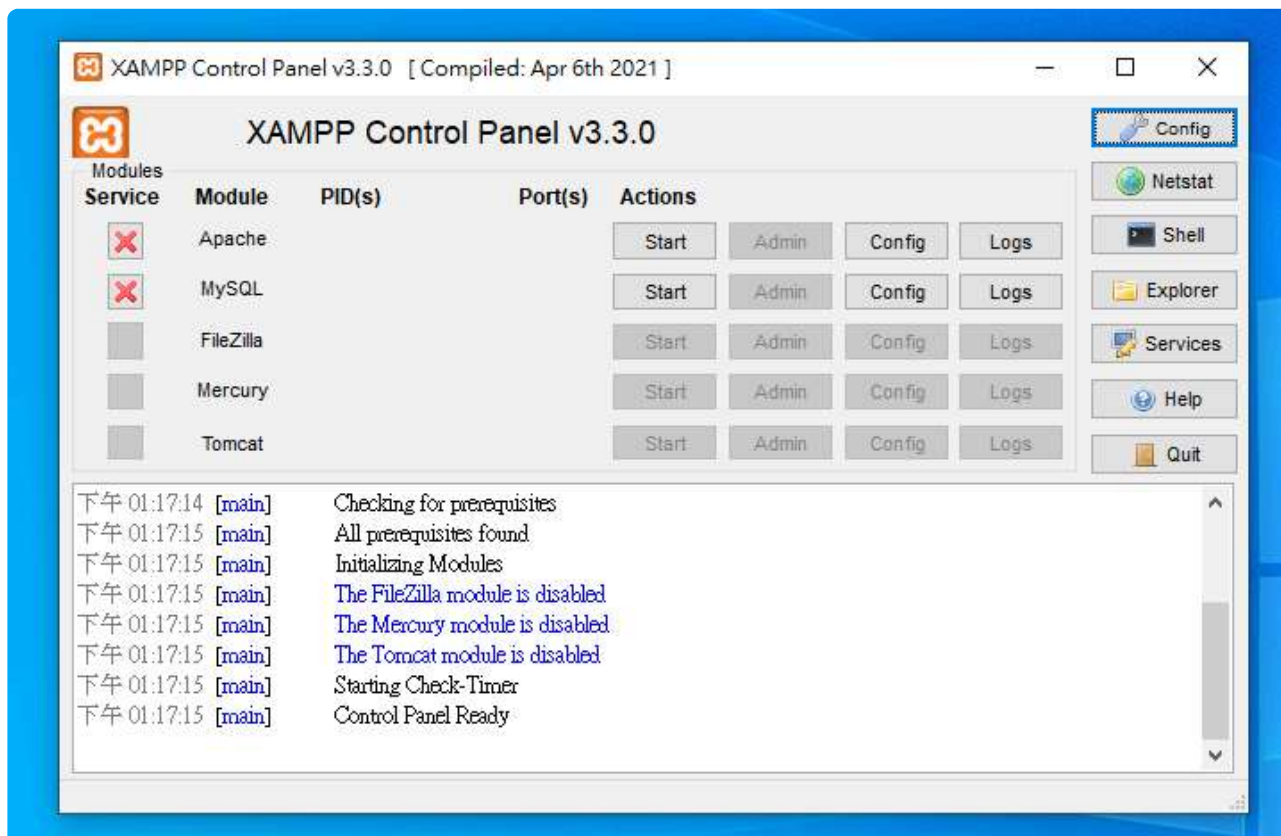 XAMPP Control Panel v3.3.0 [ Compiled: Apr 6th 2021 ]
XAMPP Control Panel v3.3.0
Config
Modules
Service Module PID(s) Port(s) Actions
Netstat
Apache Start Admin Config Logs
Shell
MySQL Start Admin Config Logs
Explorer
FileZilla Start Admin Config Logs
Services
Mercury Start Admin Config Logs
Help
Tomcat Start Admin Config Logs
Quit
下午 01:17:14 [main] Checking for prerequisites
下午 01:17:15 [main] All prerequisites found
下午 01:17:15 [main] Initializing Modules
下午 01:17:15 [main] The FileZilla module is disabled
下午 01:17:15 [main] The Mercury module is disabled
下午 01:17:15 [main] The Tomcat module is disabled
下午 01:17:15 [main] Starting Check-Timer
下午 01:17:15 [main] Control Panel Ready